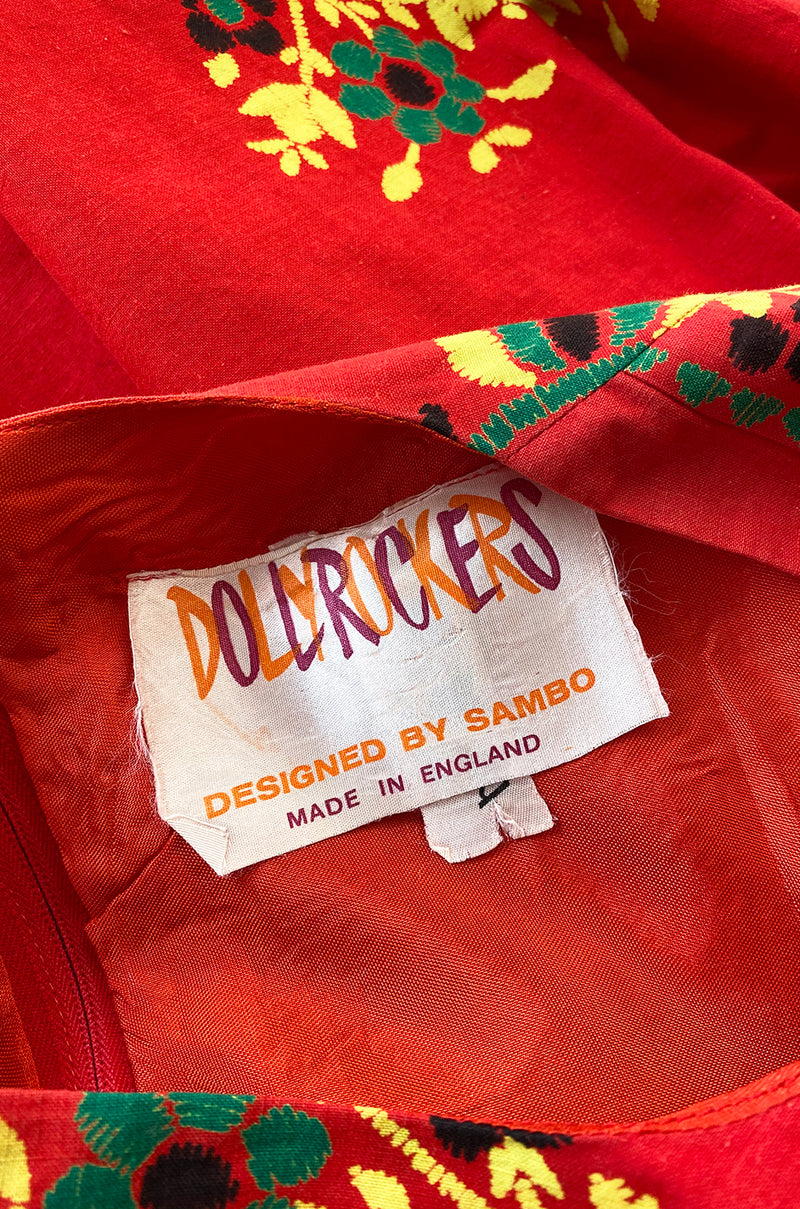 DOLLYROCKERS
DESIGNED BY SAMBO
MADE IN ENGLAND